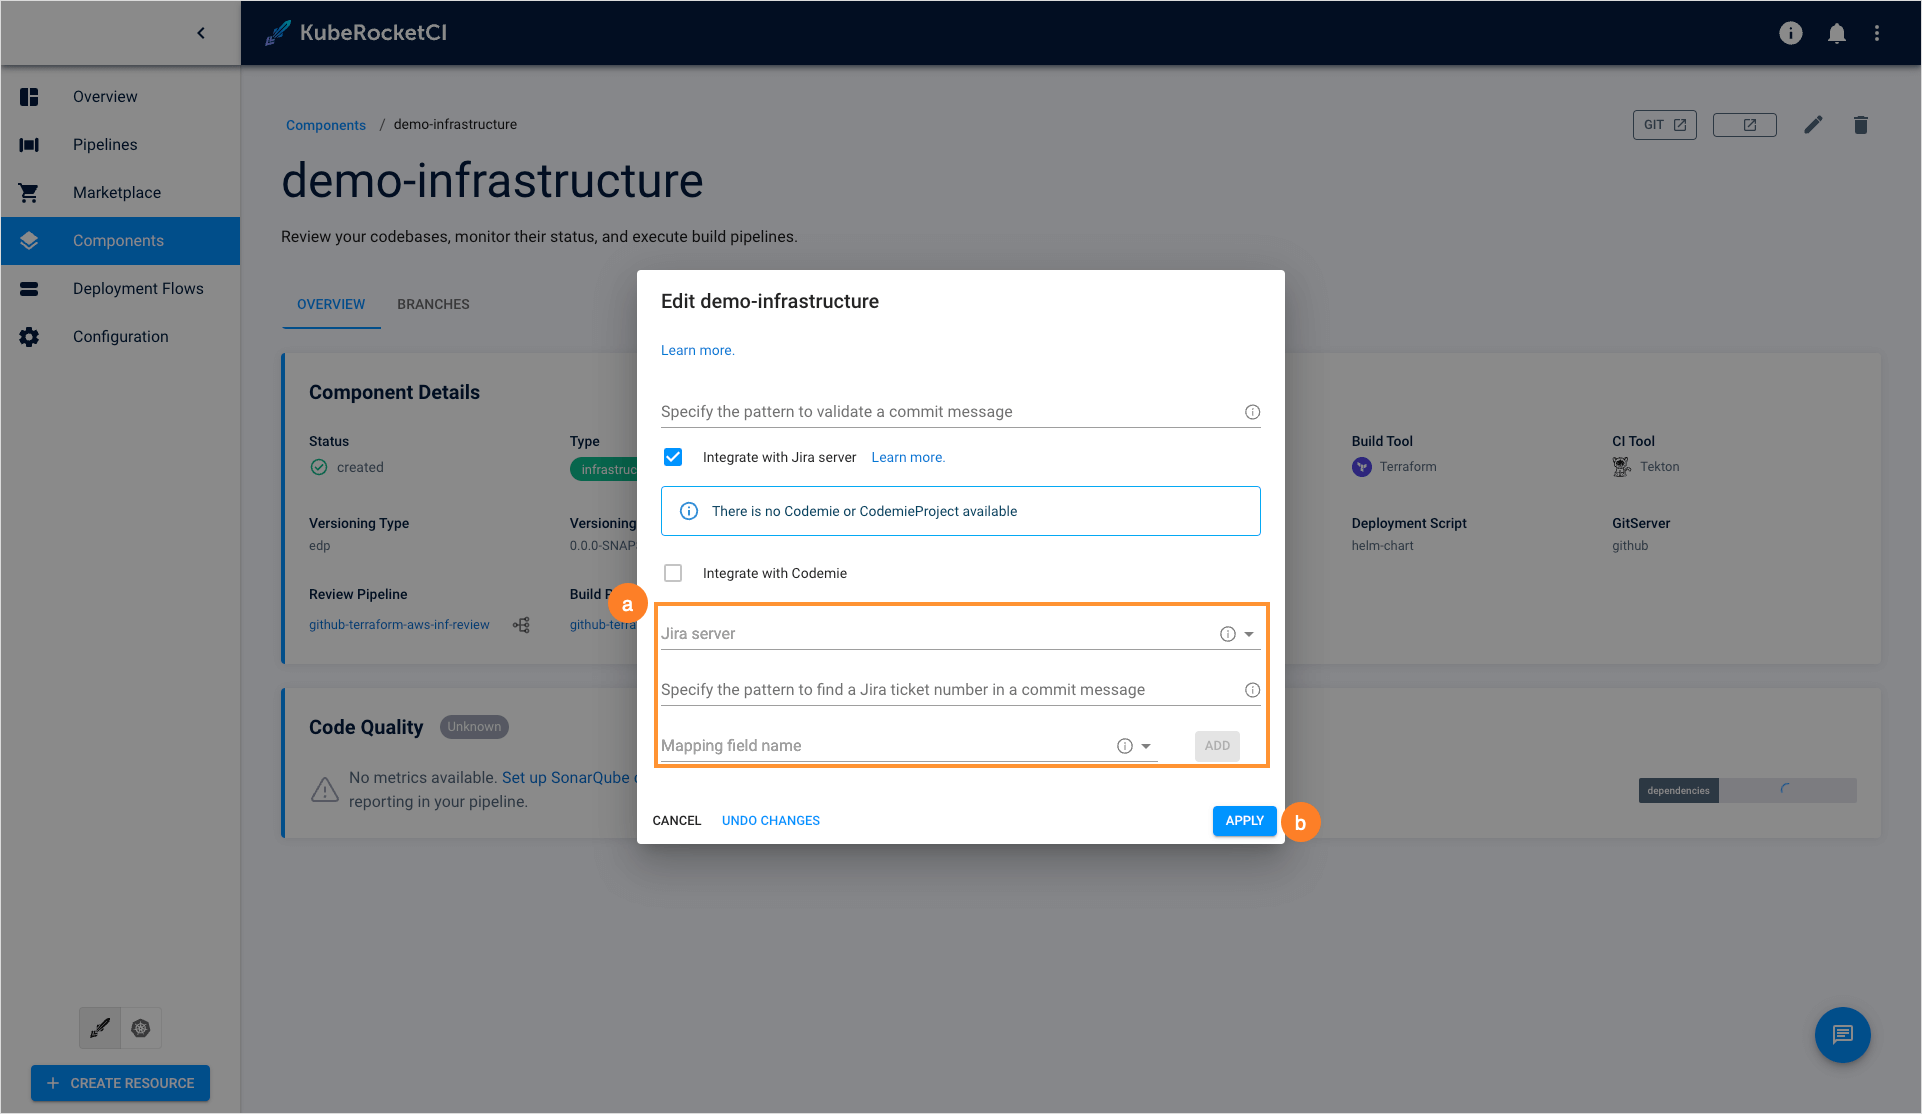 KubeRocketCI
Overview
Pipelines
Marketplace
Components
Deployment Flows
Configuration
CREATE RESOURCE
Components / demo-infrastructure
GIT
demo-infrastructure
Review your codebases, monitor their status, and execute build pipelines.
OVERVIEW BRANCHES
Component Details
Status
created
Type
infrastruc
Build Tool
Terraform
CI Tool
Tekton
Versioning Type
edp
Versioning
0.0.0-SNAP
Deployment Script
helm-chart
GitServer
github
Review Pipeline
github-terraform-aws-inf-review
Build P
github-terra
Code Quality Unknown
No metrics available. Set up SonarQube
reporting in your pipeline.
dependencies
Edit demo-infrastructure
Learn more.
Specify the pattern to validate a commit message
Integrate with Jira server Learn more.
There is no Codemie or CodemieProject available
Integrate with Codemie
a
Jira server
Specify the pattern to find a Jira ticket number in a commit message
Mapping field name
ADD
CANCEL UNDO CHANGES APPLY
b